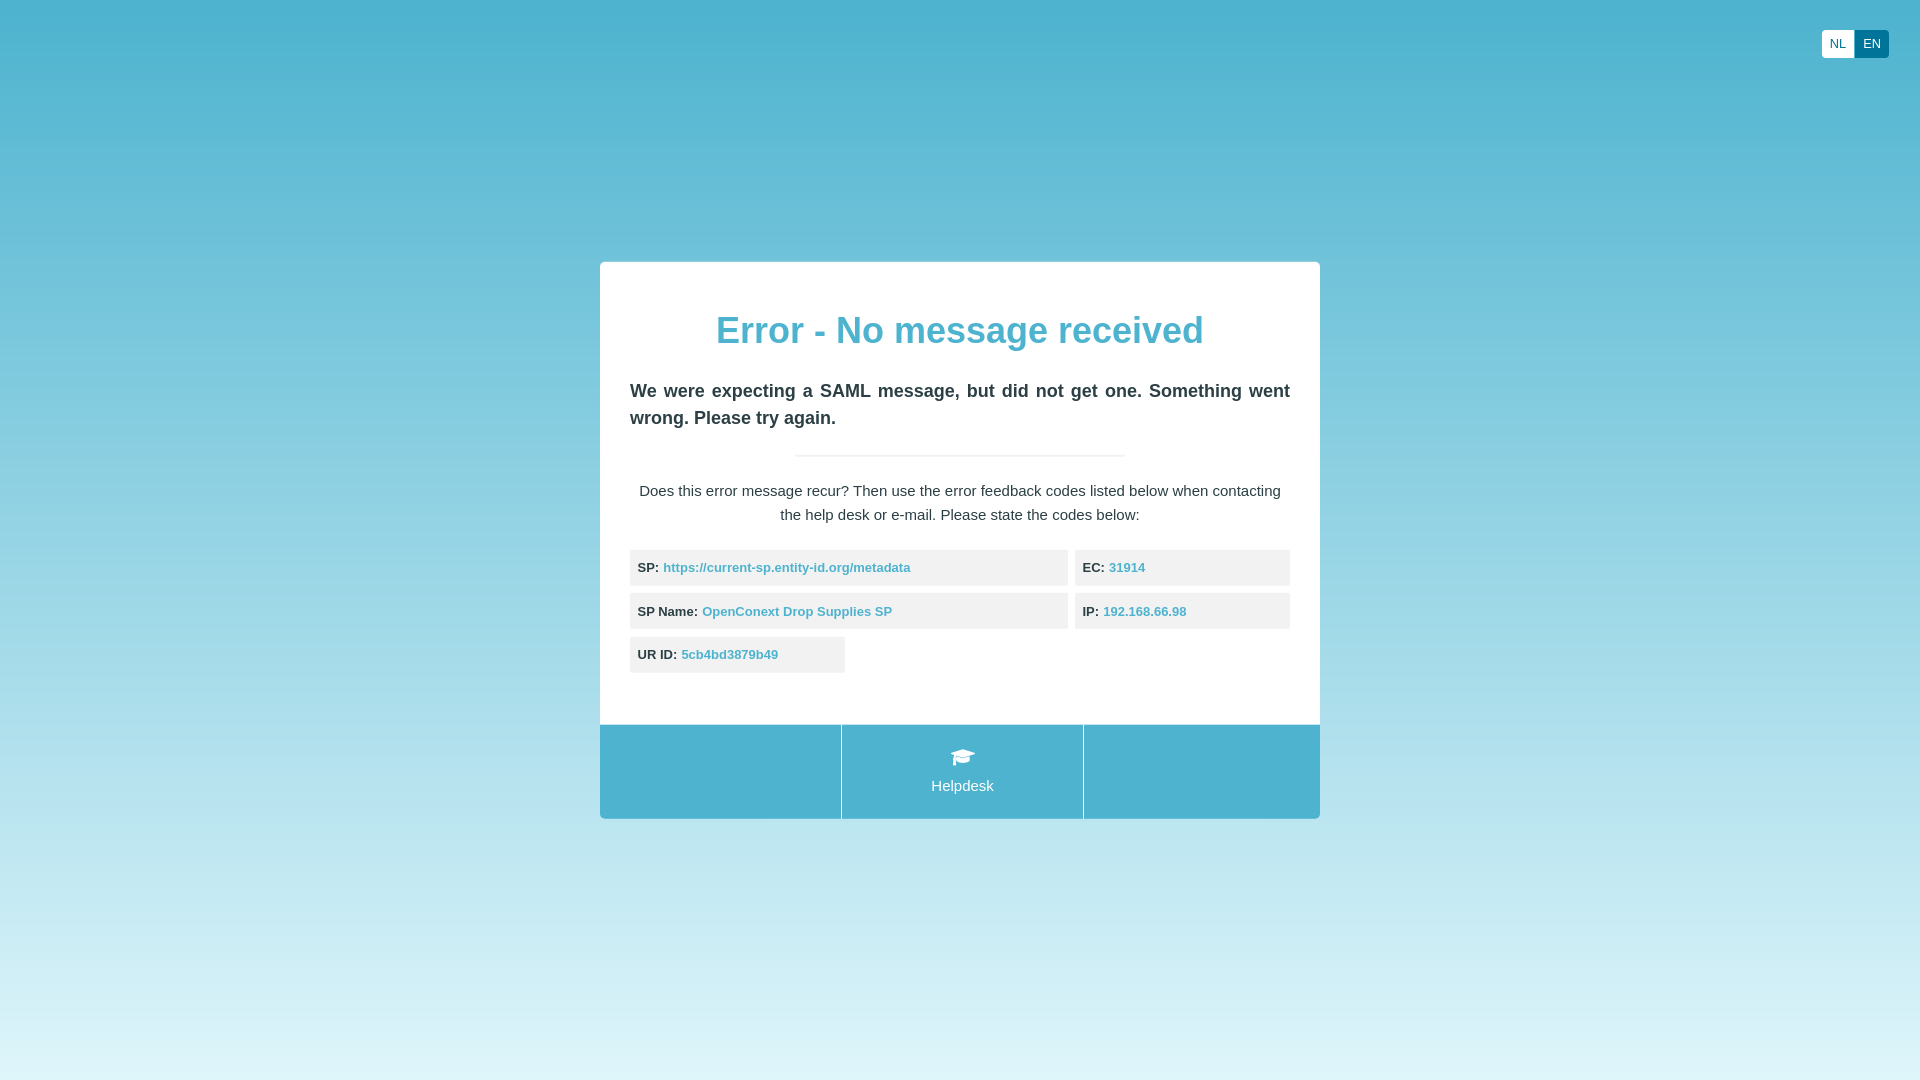 NL EN
Error - No message received
We were expecting a SAML message, but did not get one. Something went
wrong. Please try again.
Does this error message recur? Then use the error feedback codes listed below when contacting
the help desk or e-mail. Please state the codes below:
SP: https://current-sp.entity-id.org/metadata
EC: 31914
SP Name: OpenConext Drop Supplies SP
IP: 192.168.66.98
UR ID: 5cb4bd3879b49
Helpdesk